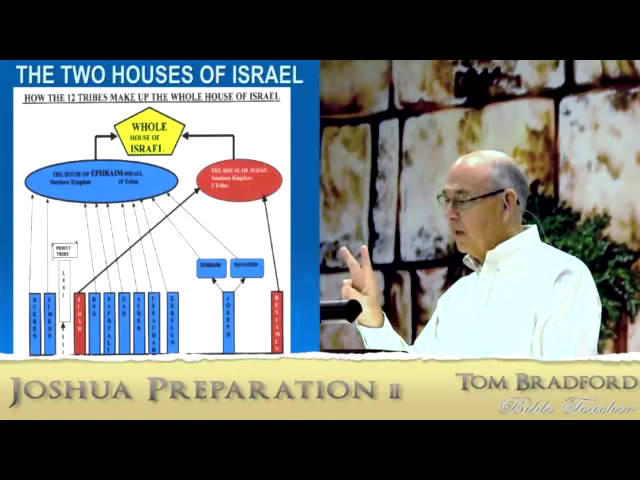 THE TWO HOUSES OF ISRAEL
HOW THE 12 TRIBES MAKE UP THE WHOLE HOUSE OF ISRAEL
WHOLE
HOUSE OF
ISRAEL
THE HOUSE OF EPHRAIM-ISRAEL
Northern Kingdom 10 Tribes
THE HOUSE OF JUDAH
Southern Kingdom
2 Tribes
PRIEST
TRIBE
EPHRAIM
MANASSEH
REUBEN
SIMEON
LEVI
JUDAH
DAN
NAPHTALI
GAD
ASHER
ISSACHAR
ZEBULUN
JOSEPH
BENJAMIN
JOSHUA PREPARATION II
TOM BRADFORD
Bible Teacher